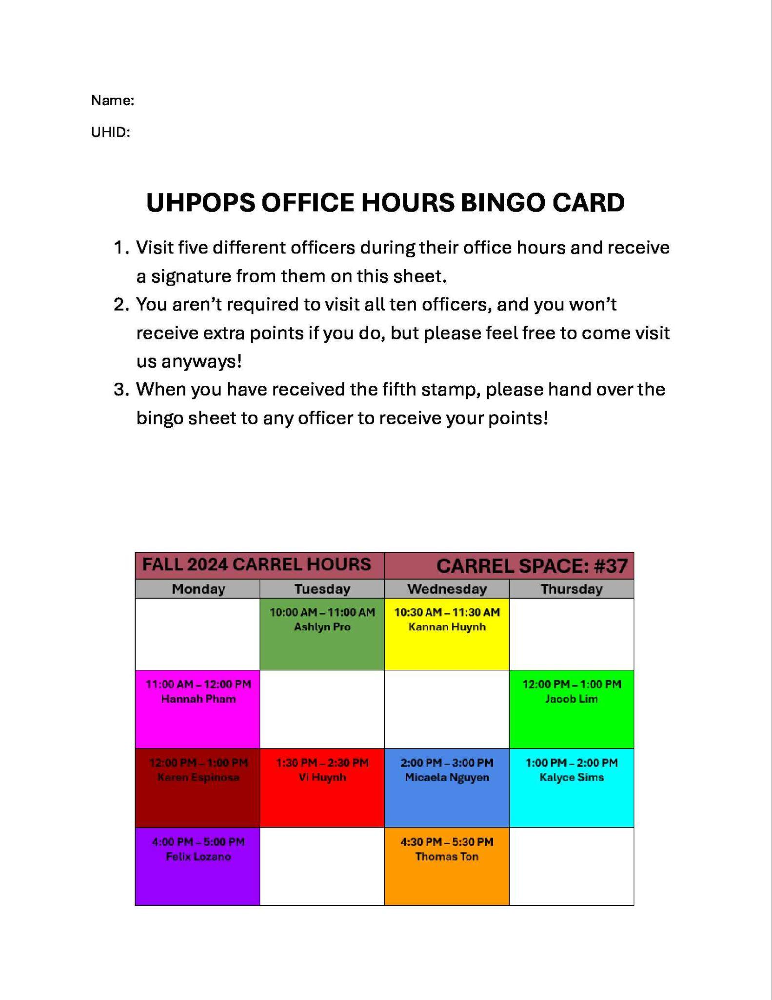 Name:
UHID:
UHPOPS OFFICE HOURS BINGO CARD
1. Visit five different officers during their office hours and receive
a signature from them on this sheet.
2. You aren’t required to visit all ten officers, and you won’t
receive extra points if you do, but please feel free to come visit
us anyways!
3. When you have received the fifth stamp, please hand over the
bingo sheet to any officer to receive your points!
FALL 2024 CARREL HOURS CARREL SPACE: #37
Monday Tuesday Wednesday Thursday
10:00 AM – 11:00 AM 10:30 AM – 11:30 AM
Ashlyn Pro Kannan Huynh
11:00 AM – 12:00 PM 12:00 PM – 1:00 PM
Hannah Pham Jacob Lim
12:00 PM – 1:00 PM 1:30 PM – 2:30 PM 2:00 PM – 3:00 PM 1:00 PM – 2:00 PM
Karen Espinosa Vi Huynh Micaela Nguyen Kalyce Sims
4:00 PM – 5:00 PM 4:30 PM – 5:30 PM
Felix Lozano Thomas Ton